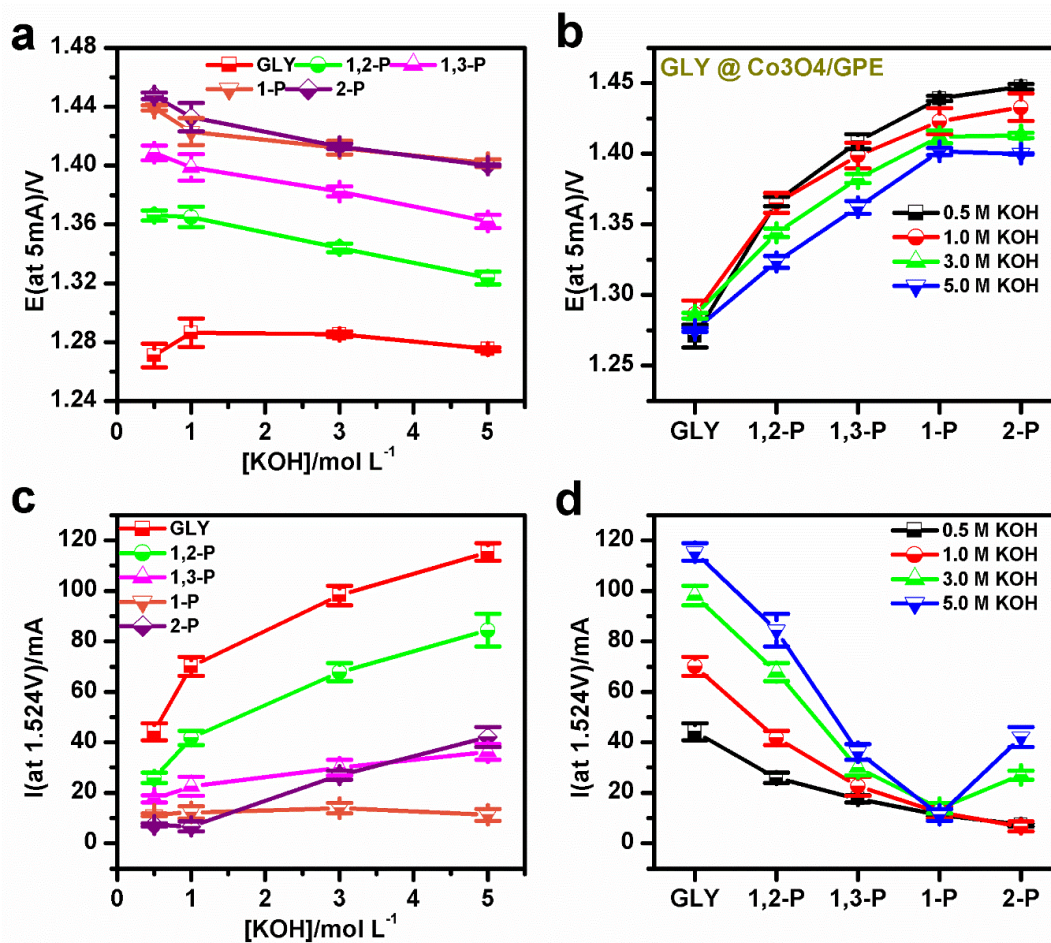 a
1.48
1.44
1.40
1.36
1.32
1.28
1.24
E(at 5mA)/V
GLY 1,2-P 1,3-P
1-P 2-P
0 1 2 3 4 5
[KOH]/mol L⁻¹
b
GLY @ Co3O4/GPE
1.45
1.40
1.35
1.30
1.25
E(at 5mA)/V
0.5 M KOH
1.0 M KOH
3.0 M KOH
5.0 M KOH
GLY 1,2-P 1,3-P 1-P 2-P
c
120
100
80
60
40
20
0
I(at 1.524V)/mA
GLY
1,2-P
1,3-P
1-P
2-P
0 1 2 3 4 5
[KOH]/mol L⁻¹
d
120
100
80
60
40
20
0
I(at 1.524V)/mA
0.5 M KOH
1.0 M KOH
3.0 M KOH
5.0 M KOH
GLY 1,2-P 1,3-P 1-P 2-P